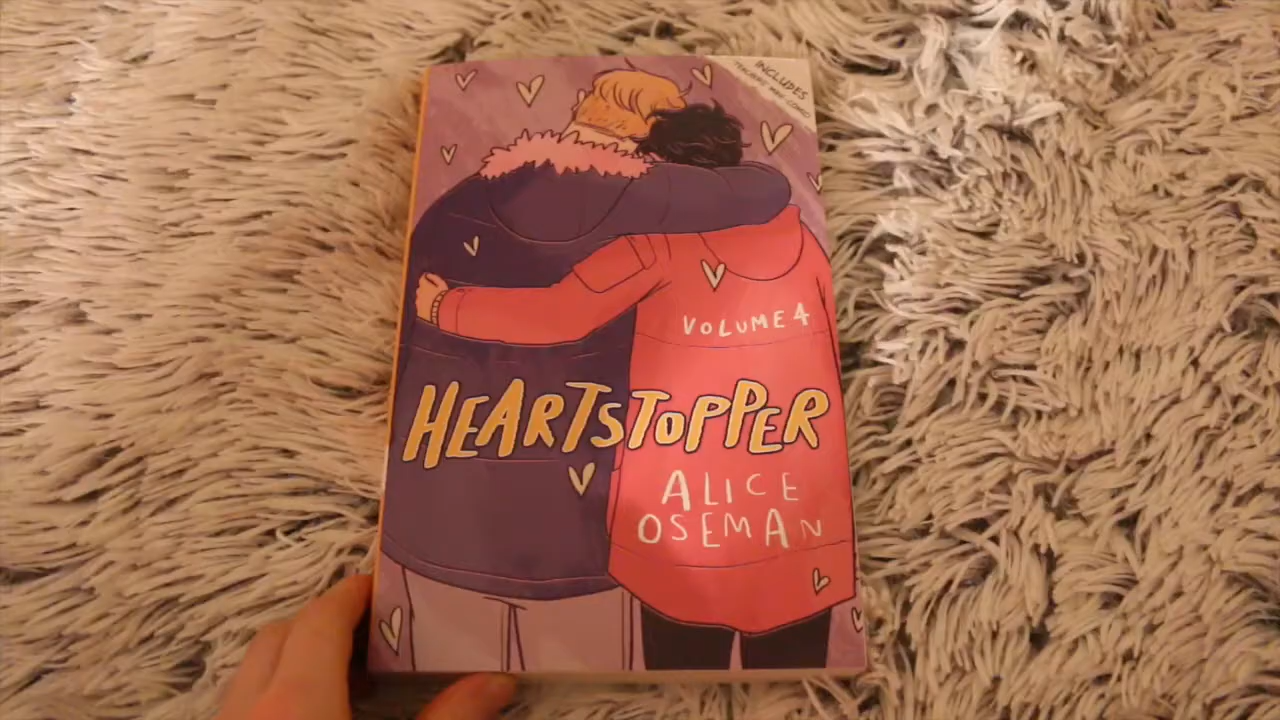 INCLUDES
VOLUME 4
HEARTSTOPPER
ALICE
OSEMAN